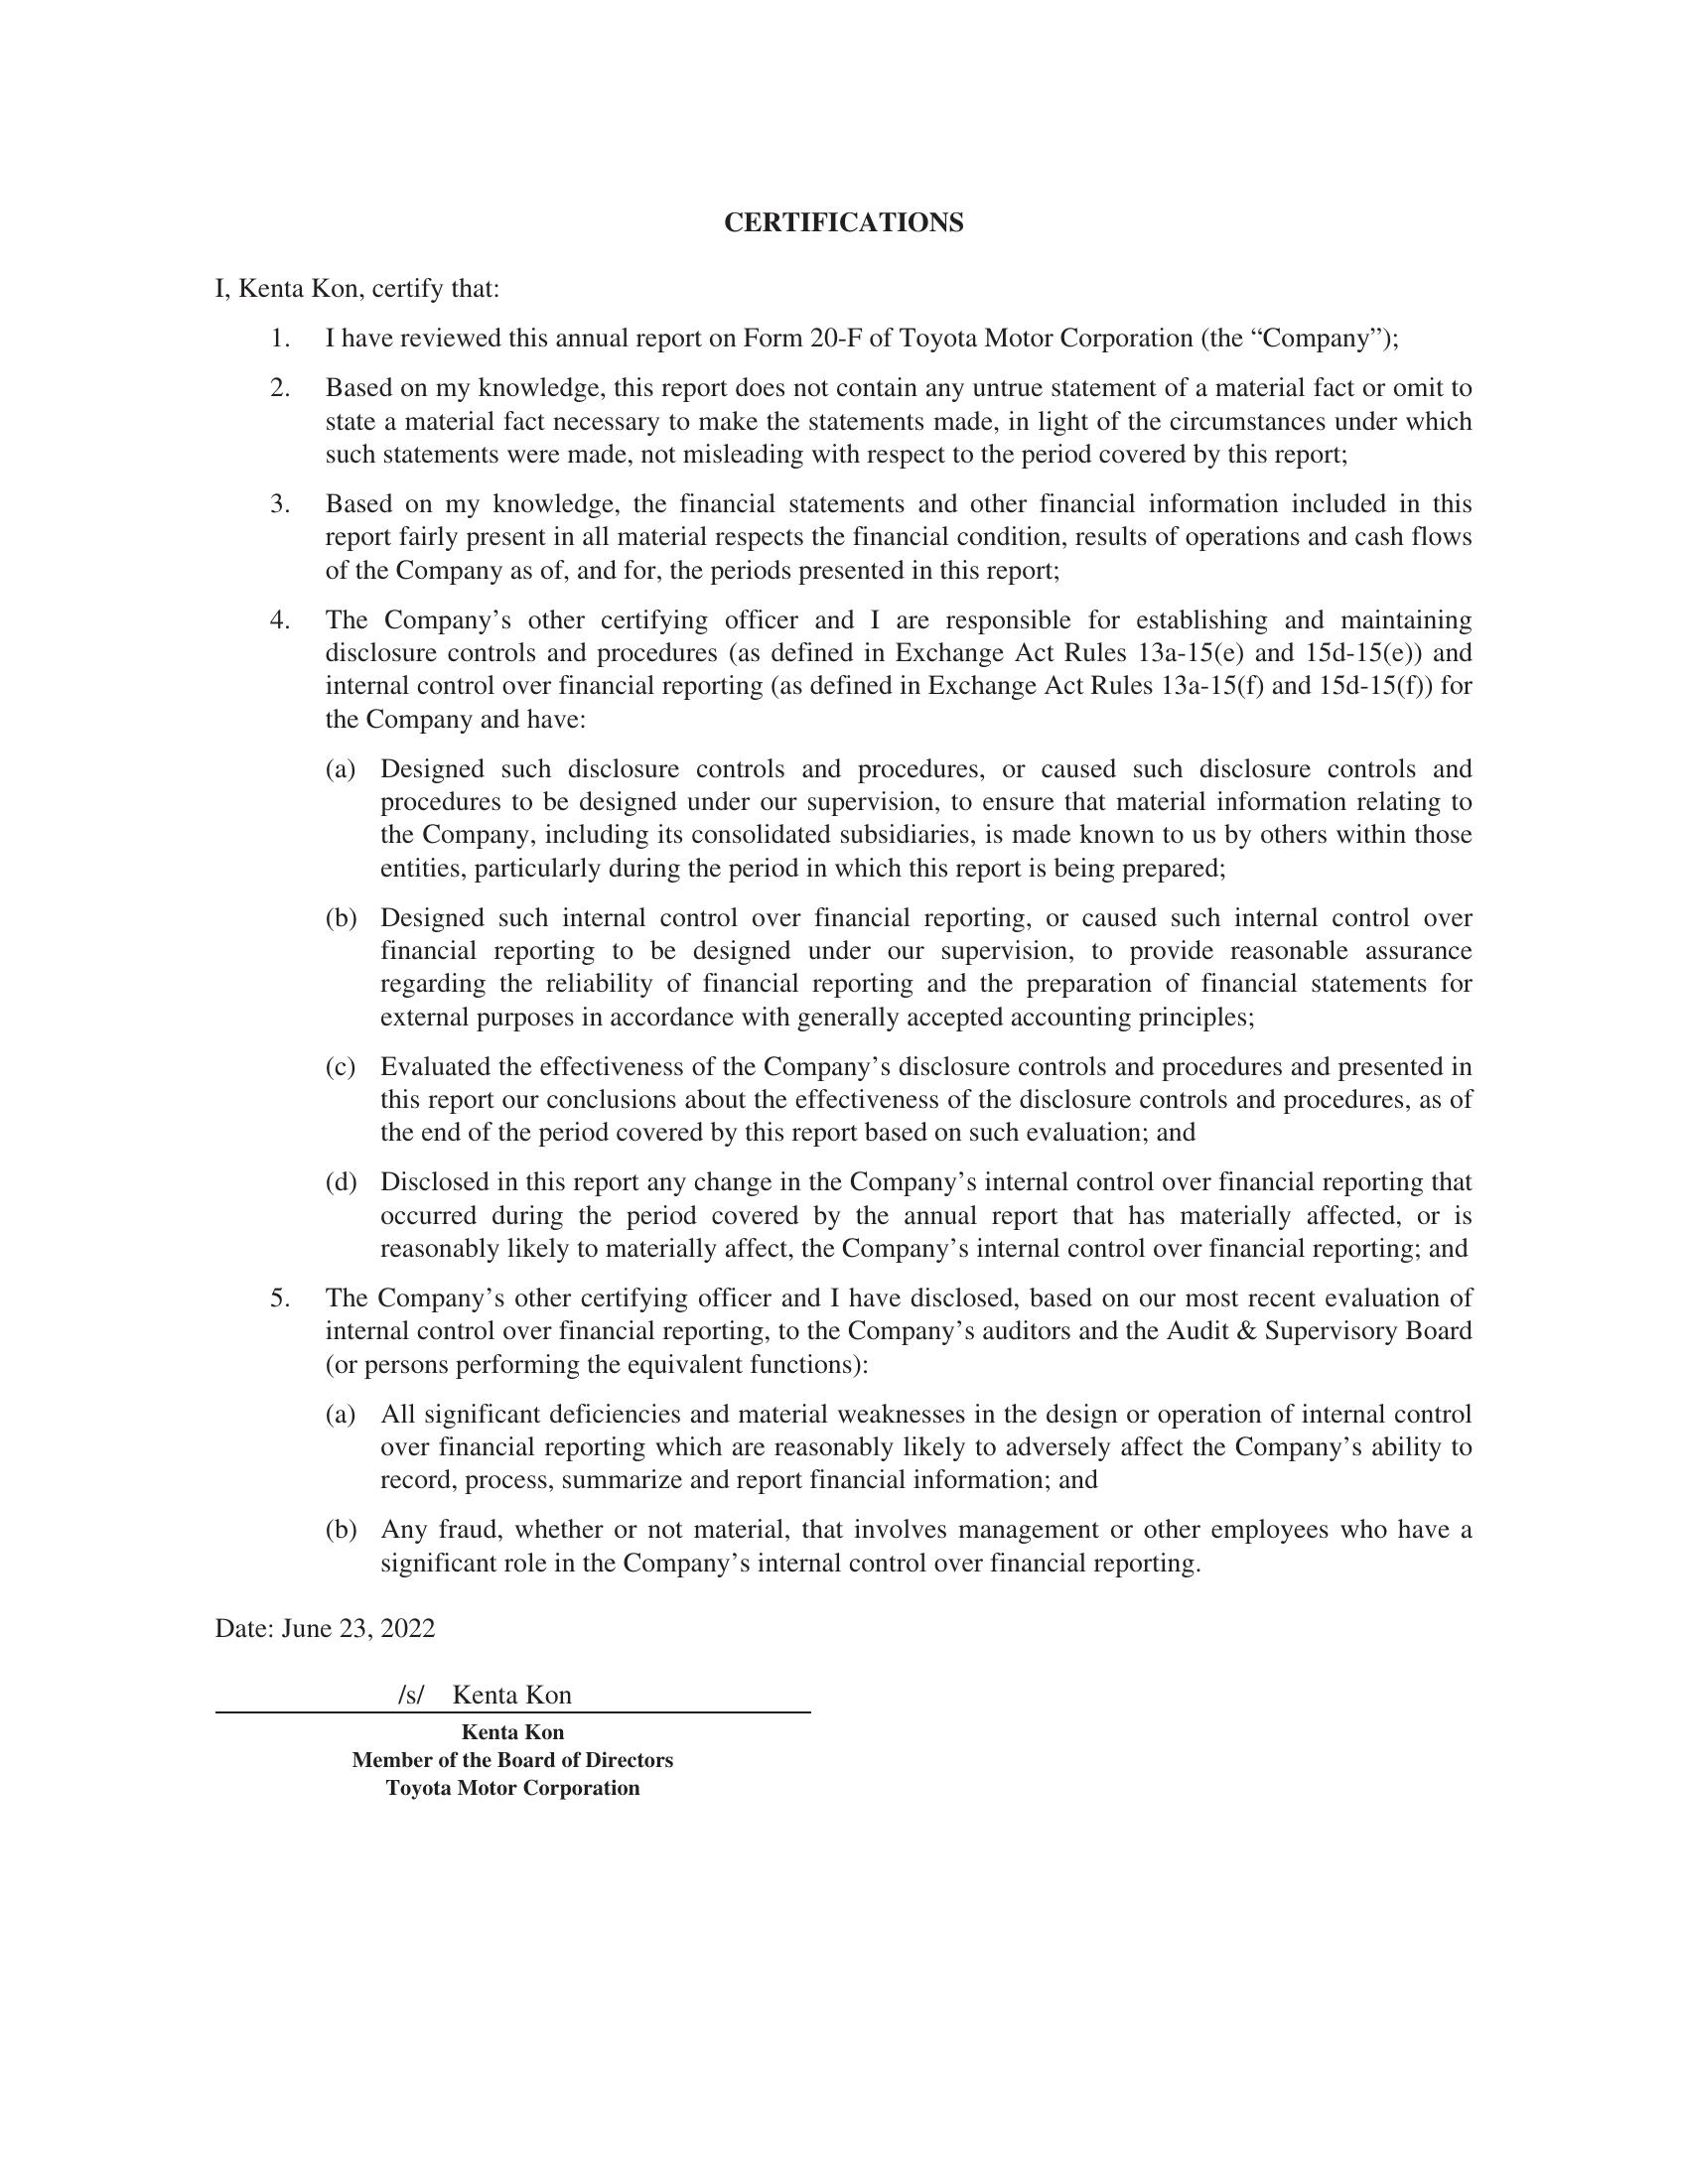 CERTIFICATIONS
I, Kenta Kon, certify that:
1. I have reviewed this annual report on Form 20-F of Toyota Motor Corporation (the “Company”);
2. Based on my knowledge, this report does not contain any untrue statement of a material fact or omit to
state a material fact necessary to make the statements made, in light of the circumstances under which
such statements were made, not misleading with respect to the period covered by this report;
3. Based on my knowledge, the financial statements and other financial information included in this
report fairly present in all material respects the financial condition, results of operations and cash flows
of the Company as of, and for, the periods presented in this report;
4. The Company’s other certifying officer and I are responsible for establishing and maintaining
disclosure controls and procedures (as defined in Exchange Act Rules 13a-15(e) and 15d-15(e)) and
internal control over financial reporting (as defined in Exchange Act Rules 13a-15(f) and 15d-15(f)) for
the Company and have:
(a) Designed such disclosure controls and procedures, or caused such disclosure controls and
procedures to be designed under our supervision, to ensure that material information relating to
the Company, including its consolidated subsidiaries, is made known to us by others within those
entities, particularly during the period in which this report is being prepared;
(b) Designed such internal control over financial reporting, or caused such internal control over
financial reporting to be designed under our supervision, to provide reasonable assurance
regarding the reliability of financial reporting and the preparation of financial statements for
external purposes in accordance with generally accepted accounting principles;
(c) Evaluated the effectiveness of the Company’s disclosure controls and procedures and presented in
this report our conclusions about the effectiveness of the disclosure controls and procedures, as of
the end of the period covered by this report based on such evaluation; and
(d) Disclosed in this report any change in the Company’s internal control over financial reporting that
occurred during the period covered by the annual report that has materially affected, or is
reasonably likely to materially affect, the Company’s internal control over financial reporting; and
5. The Company’s other certifying officer and I have disclosed, based on our most recent evaluation of
internal control over financial reporting, to the Company’s auditors and the Audit & Supervisory Board
(or persons performing the equivalent functions):
(a) All significant deficiencies and material weaknesses in the design or operation of internal control
over financial reporting which are reasonably likely to adversely affect the Company’s ability to
record, process, summarize and report financial information; and
(b) Any fraud, whether or not material, that involves management or other employees who have a
significant role in the Company’s internal control over financial reporting.
Date: June 23, 2022
/s/ Kenta Kon
Kenta Kon
Member of the Board of Directors
Toyota Motor Corporation